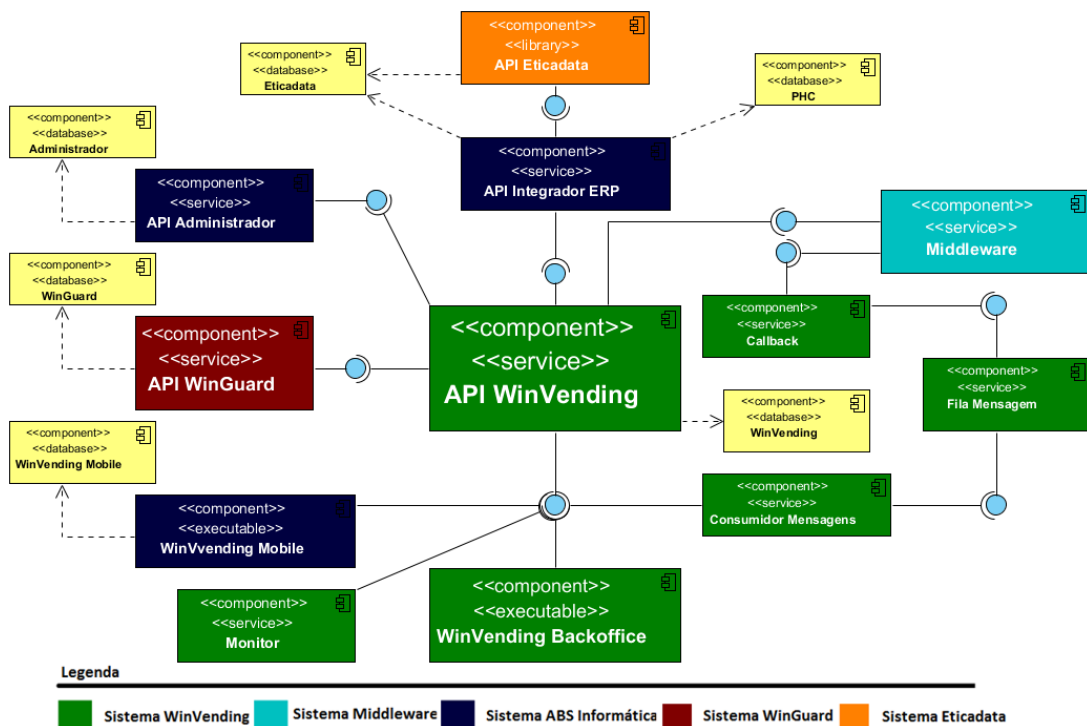 <<component>>
<<library>>
API Eticadata
<<component>>
<<database>>
Eticadata
<<component>>
<<database>>
PHC
<<component>>
<<database>>
Administrador
<<component>>
<<service>>
API Integrador ERP
<<component>>
<<service>>
API Administrador
<<component>>
<<service>>
Middleware
<<component>>
<<database>>
WinGuard
<<component>>
<<service>>
Callback
<<component>>
<<service>>
API WinGuard
<<component>>
<<service>>
API WinVending
<<component>>
<<service>>
Fila Mensagem
<<component>>
<<database>>
WinVending
<<component>>
<<database>>
WinVending Mobile
<<component>>
<<service>>
Consumidor Mensagens
<<component>>
<<executable>>
WinVvending Mobile
<<component>>
<<service>>
Monitor
<<component>>
<<executable>>
WinVending Backoffice
Legenda
Sistema WinVending
Sistema Middleware
Sistema ABS Informática
Sistema WinGuard
Sistema Eticadata